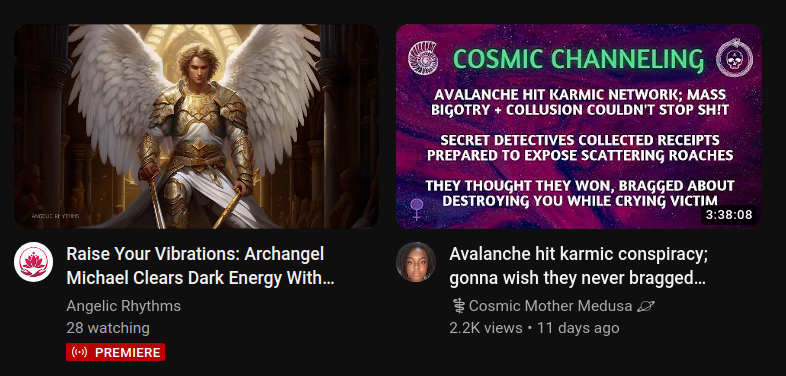 ANGELIC RHYTHMS
Raise Your Vibrations: Archangel
Michael Clears Dark Energy With...
Angelic Rhythms
28 watching
PREMIERE
COSMIC CHANNELING
AVALANCHE HIT KARMIC NETWORK; MASS
BIGOTRY + COLLUSION COULDN'T STOP SH!T
SECRET DETECTIVES COLLECTED RECEIPTS
PREPARED TO EXPOSE SCATTERING ROACHES
THEY THOUGHT THEY WON, BRAGGED ABOUT
DESTROYING YOU WHILE CRYING VICTIM
3:38:08
Avalanche hit karmic conspiracy;
gonna wish they never bragged...
⚕Cosmic Mother Medusa 🪐
2.2K views • 11 days ago